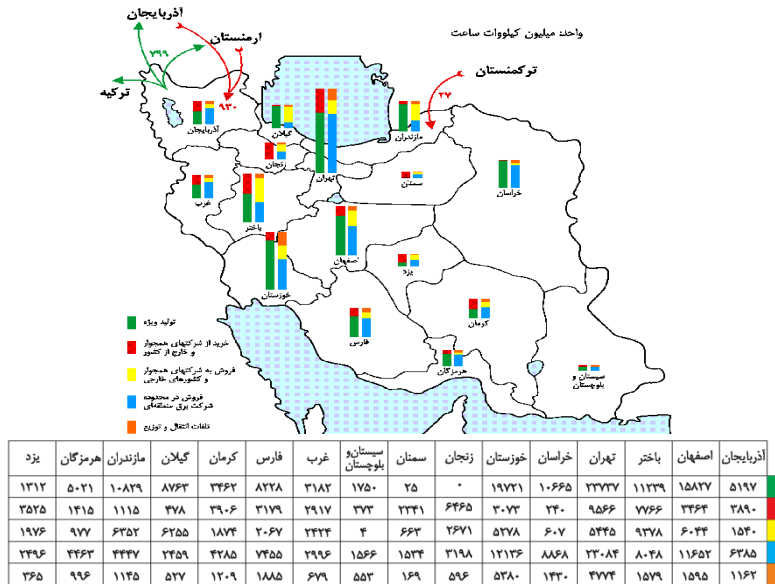 آذربایجان
ارمنستان
واحد: میلیون کیلووات ساعت
۷۹۹
ترکمنستان
ترکیه
۹۳۰
۲۷
آذربایجان
گیلان
مازندران
زنجان
تهران
سمنان
خراسان
غرب
باختر
اصفهان
یزد
خوزستان
کرمان
فارس
هرمزگان
سیستان و
بلوچستان
تولید ویژه
خرید از شرکتهای همجوار
و خارج از کشور
فروش به شرکتهای همجوار
و کشورهای خارجی
فروش در محدوده
شرکت برق منطقه‌ای
تلفات انتقال و توزیع
آذربایجان اصفهان باختر تهران خراسان خوزستان زنجان سمنان سیستان‌و بلوچستان غرب فارس کرمان گیلان مازندران هرمزگان یزد
۵۱۹۷ ۱۵۸۲۷ ۱۱۲۳۹ ۲۳۷۳۷ ۱۰۶۶۵ ۱۹۷۲۱ ۰ ۲۵ ۱۷۵۰ ۳۱۸۲ ۸۲۲۸ ۳۴۶۲ ۸۷۶۳ ۱۰۸۲۹ ۵۰۲۱ ۱۳۱۲
۳۸۹۰ ۳۴۶۴ ۷۷۶۶ ۹۵۶۶ ۲۴۰ ۳۰۷۳ ۶۴۶۵ ۲۳۴۱ ۳۷۳ ۲۹۱۷ ۳۱۷۹ ۳۹۰۶ ۴۷۸ ۱۱۱۵ ۱۴۱۵ ۳۵۲۵
۱۵۴۰ ۶۰۴۴ ۹۳۷۸ ۵۴۴۵ ۶۰۷ ۵۲۷۸ ۲۶۷۱ ۶۶۳ ۴ ۲۴۲۴ ۲۰۶۷ ۱۸۷۴ ۶۲۵۵ ۶۳۵۲ ۹۷۷ ۱۹۷۶
۶۳۸۵ ۱۱۶۵۲ ۸۰۴۸ ۲۳۰۸۴ ۸۸۶۸ ۱۲۱۳۶ ۳۱۹۸ ۱۵۳۴ ۱۵۶۶ ۲۹۹۶ ۷۴۵۵ ۴۲۸۵ ۲۴۵۹ ۴۴۴۷ ۴۴۶۳ ۲۴۹۶
۱۱۶۲ ۱۵۹۵ ۱۵۷۹ ۴۷۷۴ ۱۴۳۰ ۵۳۸۰ ۵۹۶ ۱۶۹ ۵۵۳ ۶۷۹ ۱۸۸۵ ۱۲۰۹ ۵۲۷ ۱۱۴۵ ۹۹۶ ۳۶۵